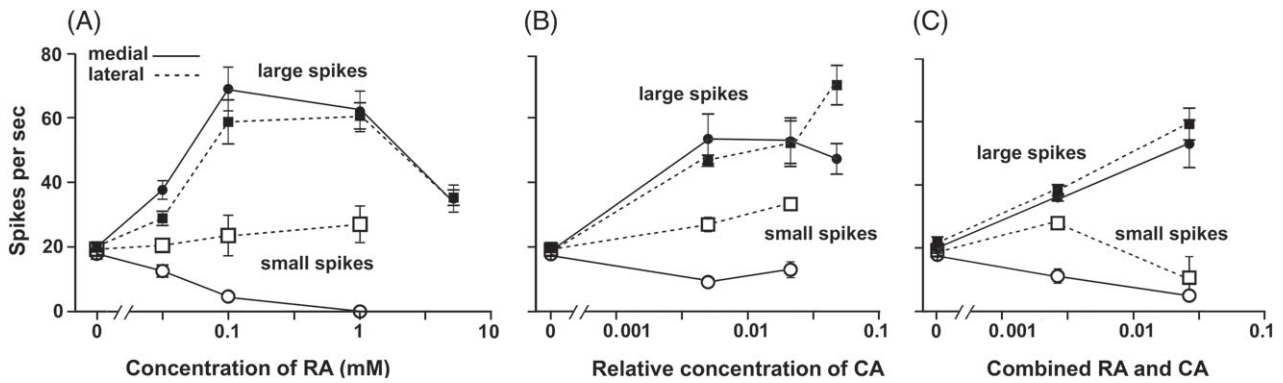 (A)
80
60
40
20
0
Spikes per sec
medial
lateral
large spikes
small spikes
0 0.1 1 10
Concentration of RA (mM)
(B)
large spikes
small spikes
0 0.001 0.01 0.1
Relative concentration of CA
(C)
large spikes
small spikes
0 0.001 0.01 0.1
Combined RA and CA